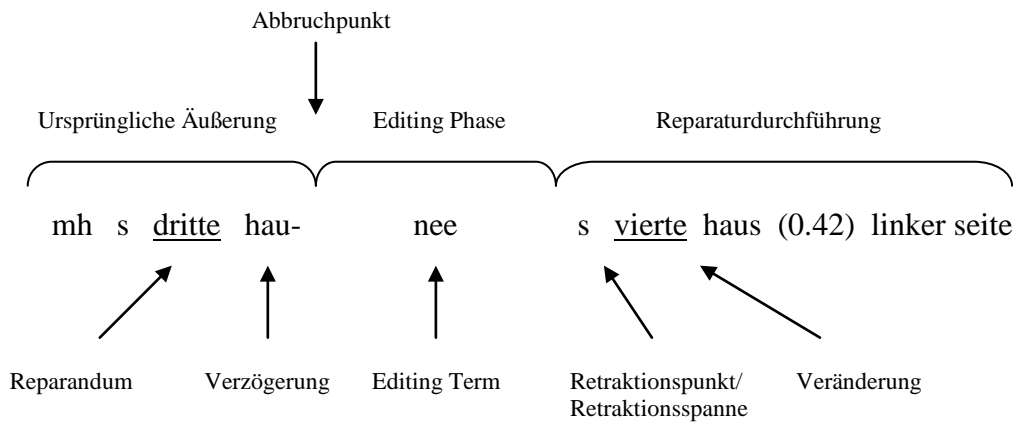 Abbruchpunkt
Ursprüngliche Äußerung Editing Phase Reparaturdurchführung
mh s dritte hau- nee s vierte haus (0.42) linker seite
Reparandum Verzögerung Editing Term Retraktionspunkt/ Veränderung
Retraktionsspanne